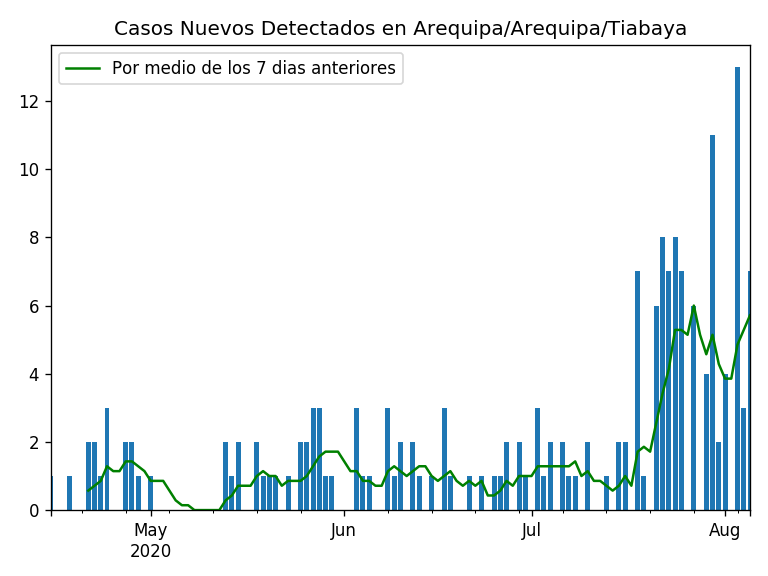 Casos Nuevos Detectados en Arequipa/Arequipa/Tiabaya
Por medio de los 7 dias anteriores
12
10
8
6
4
2
0
May
2020
Jun
Jul
Aug